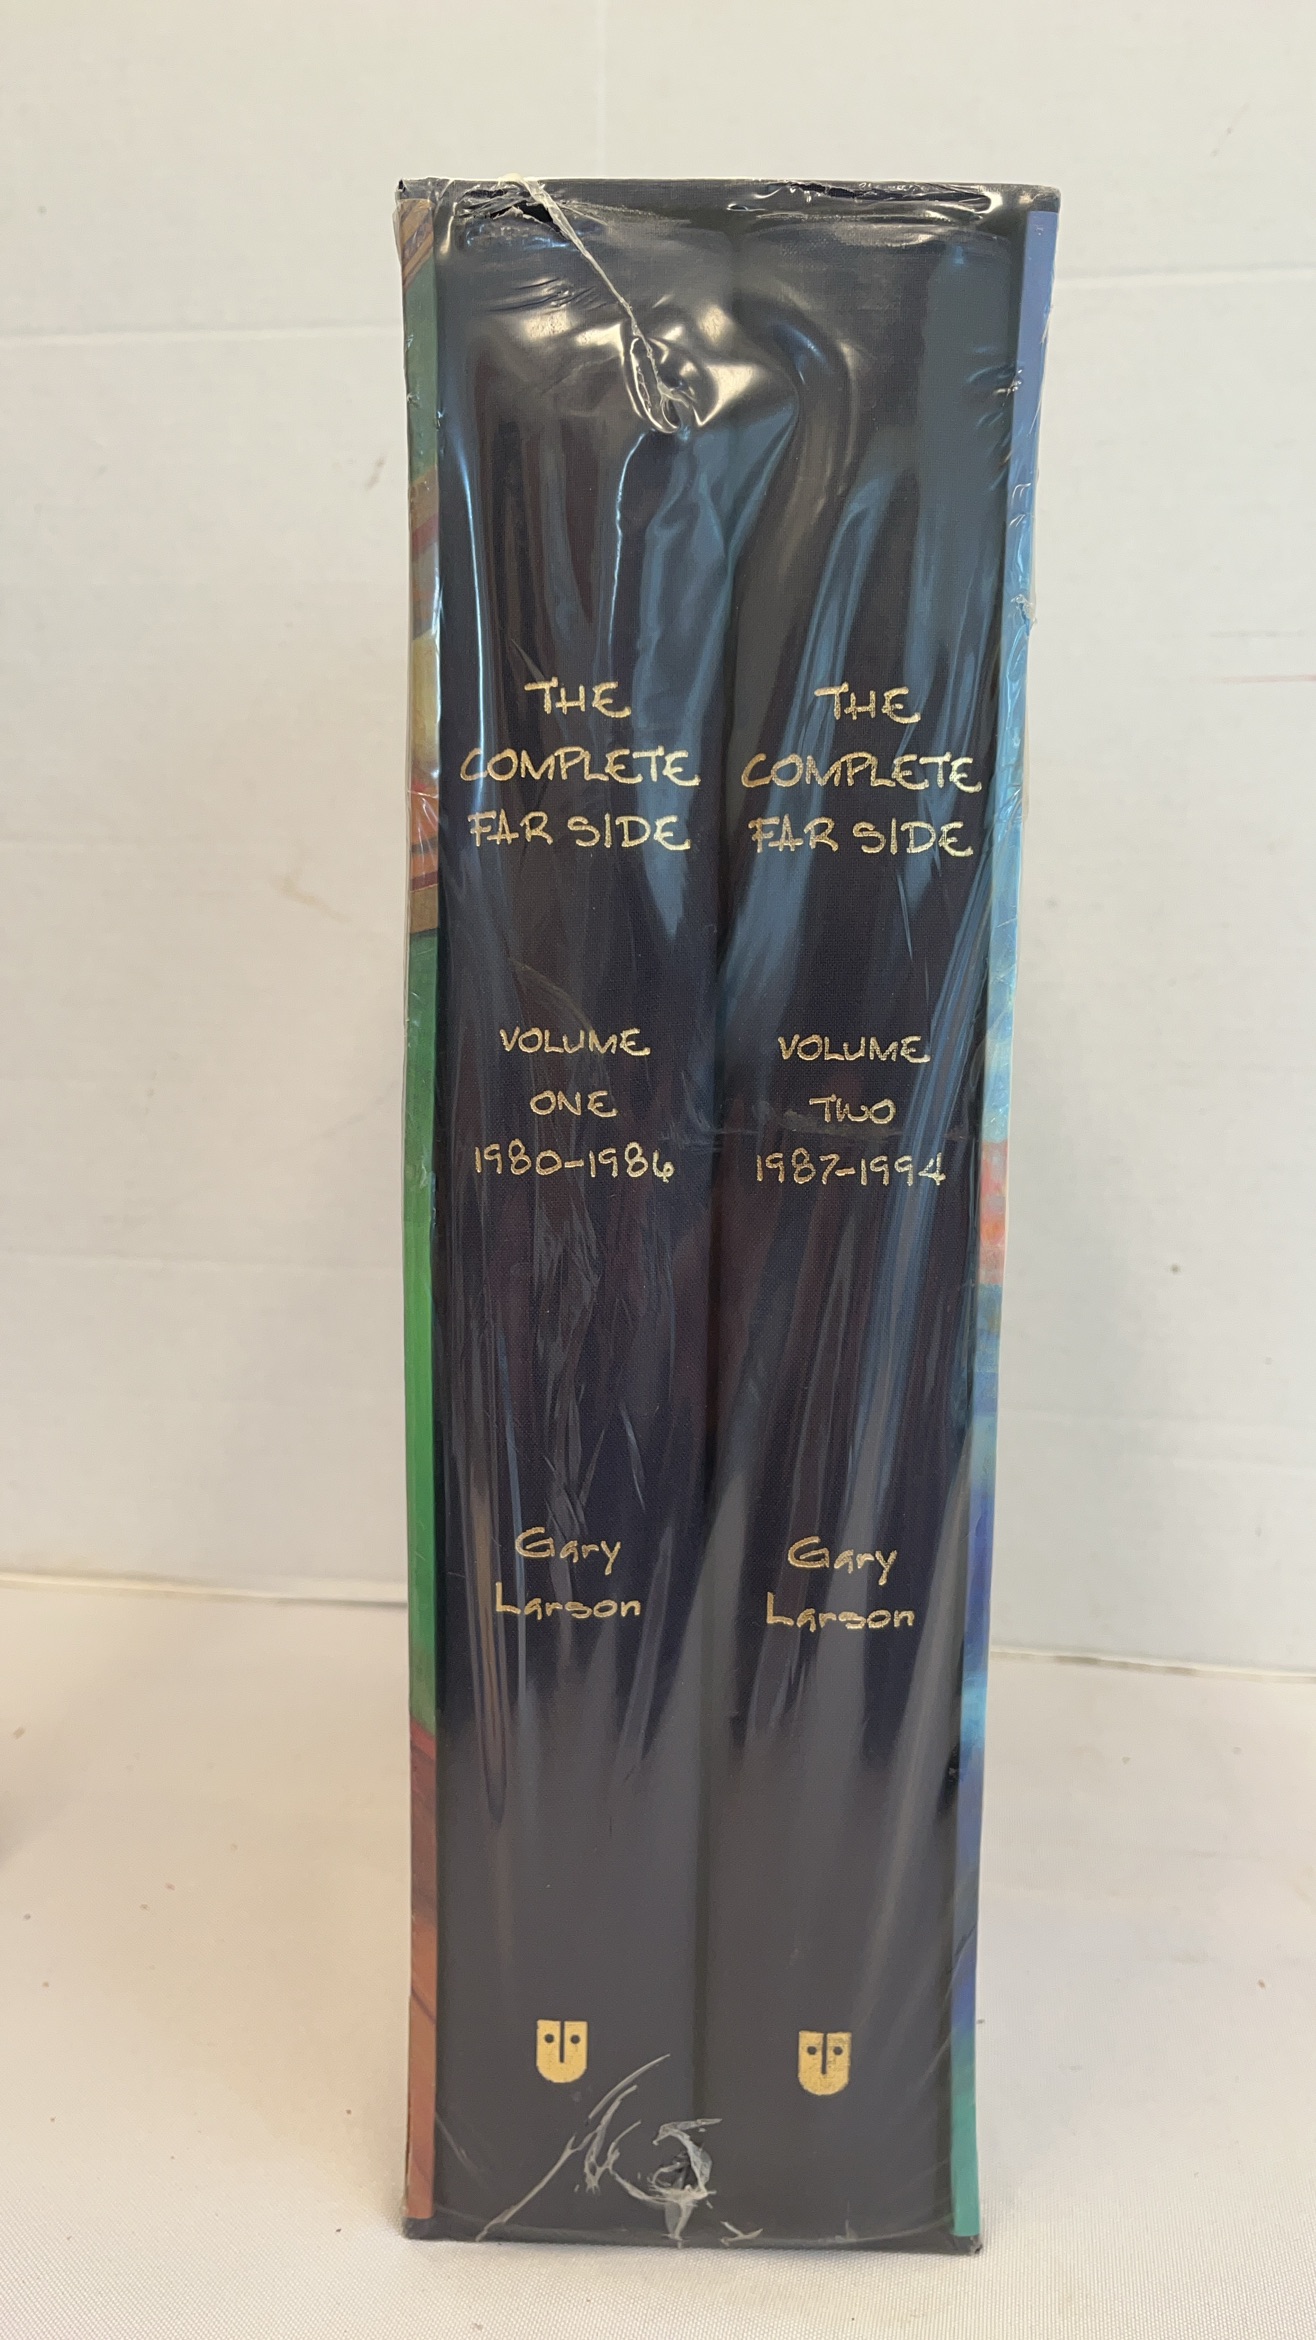 THE
COMPLETE
FAR SIDE
VOLUME
ONE
1980-1986
Gary
Larson
THE
COMPLETE
FAR SIDE
VOLUME
TWO
1987-1994
Gary
Larson